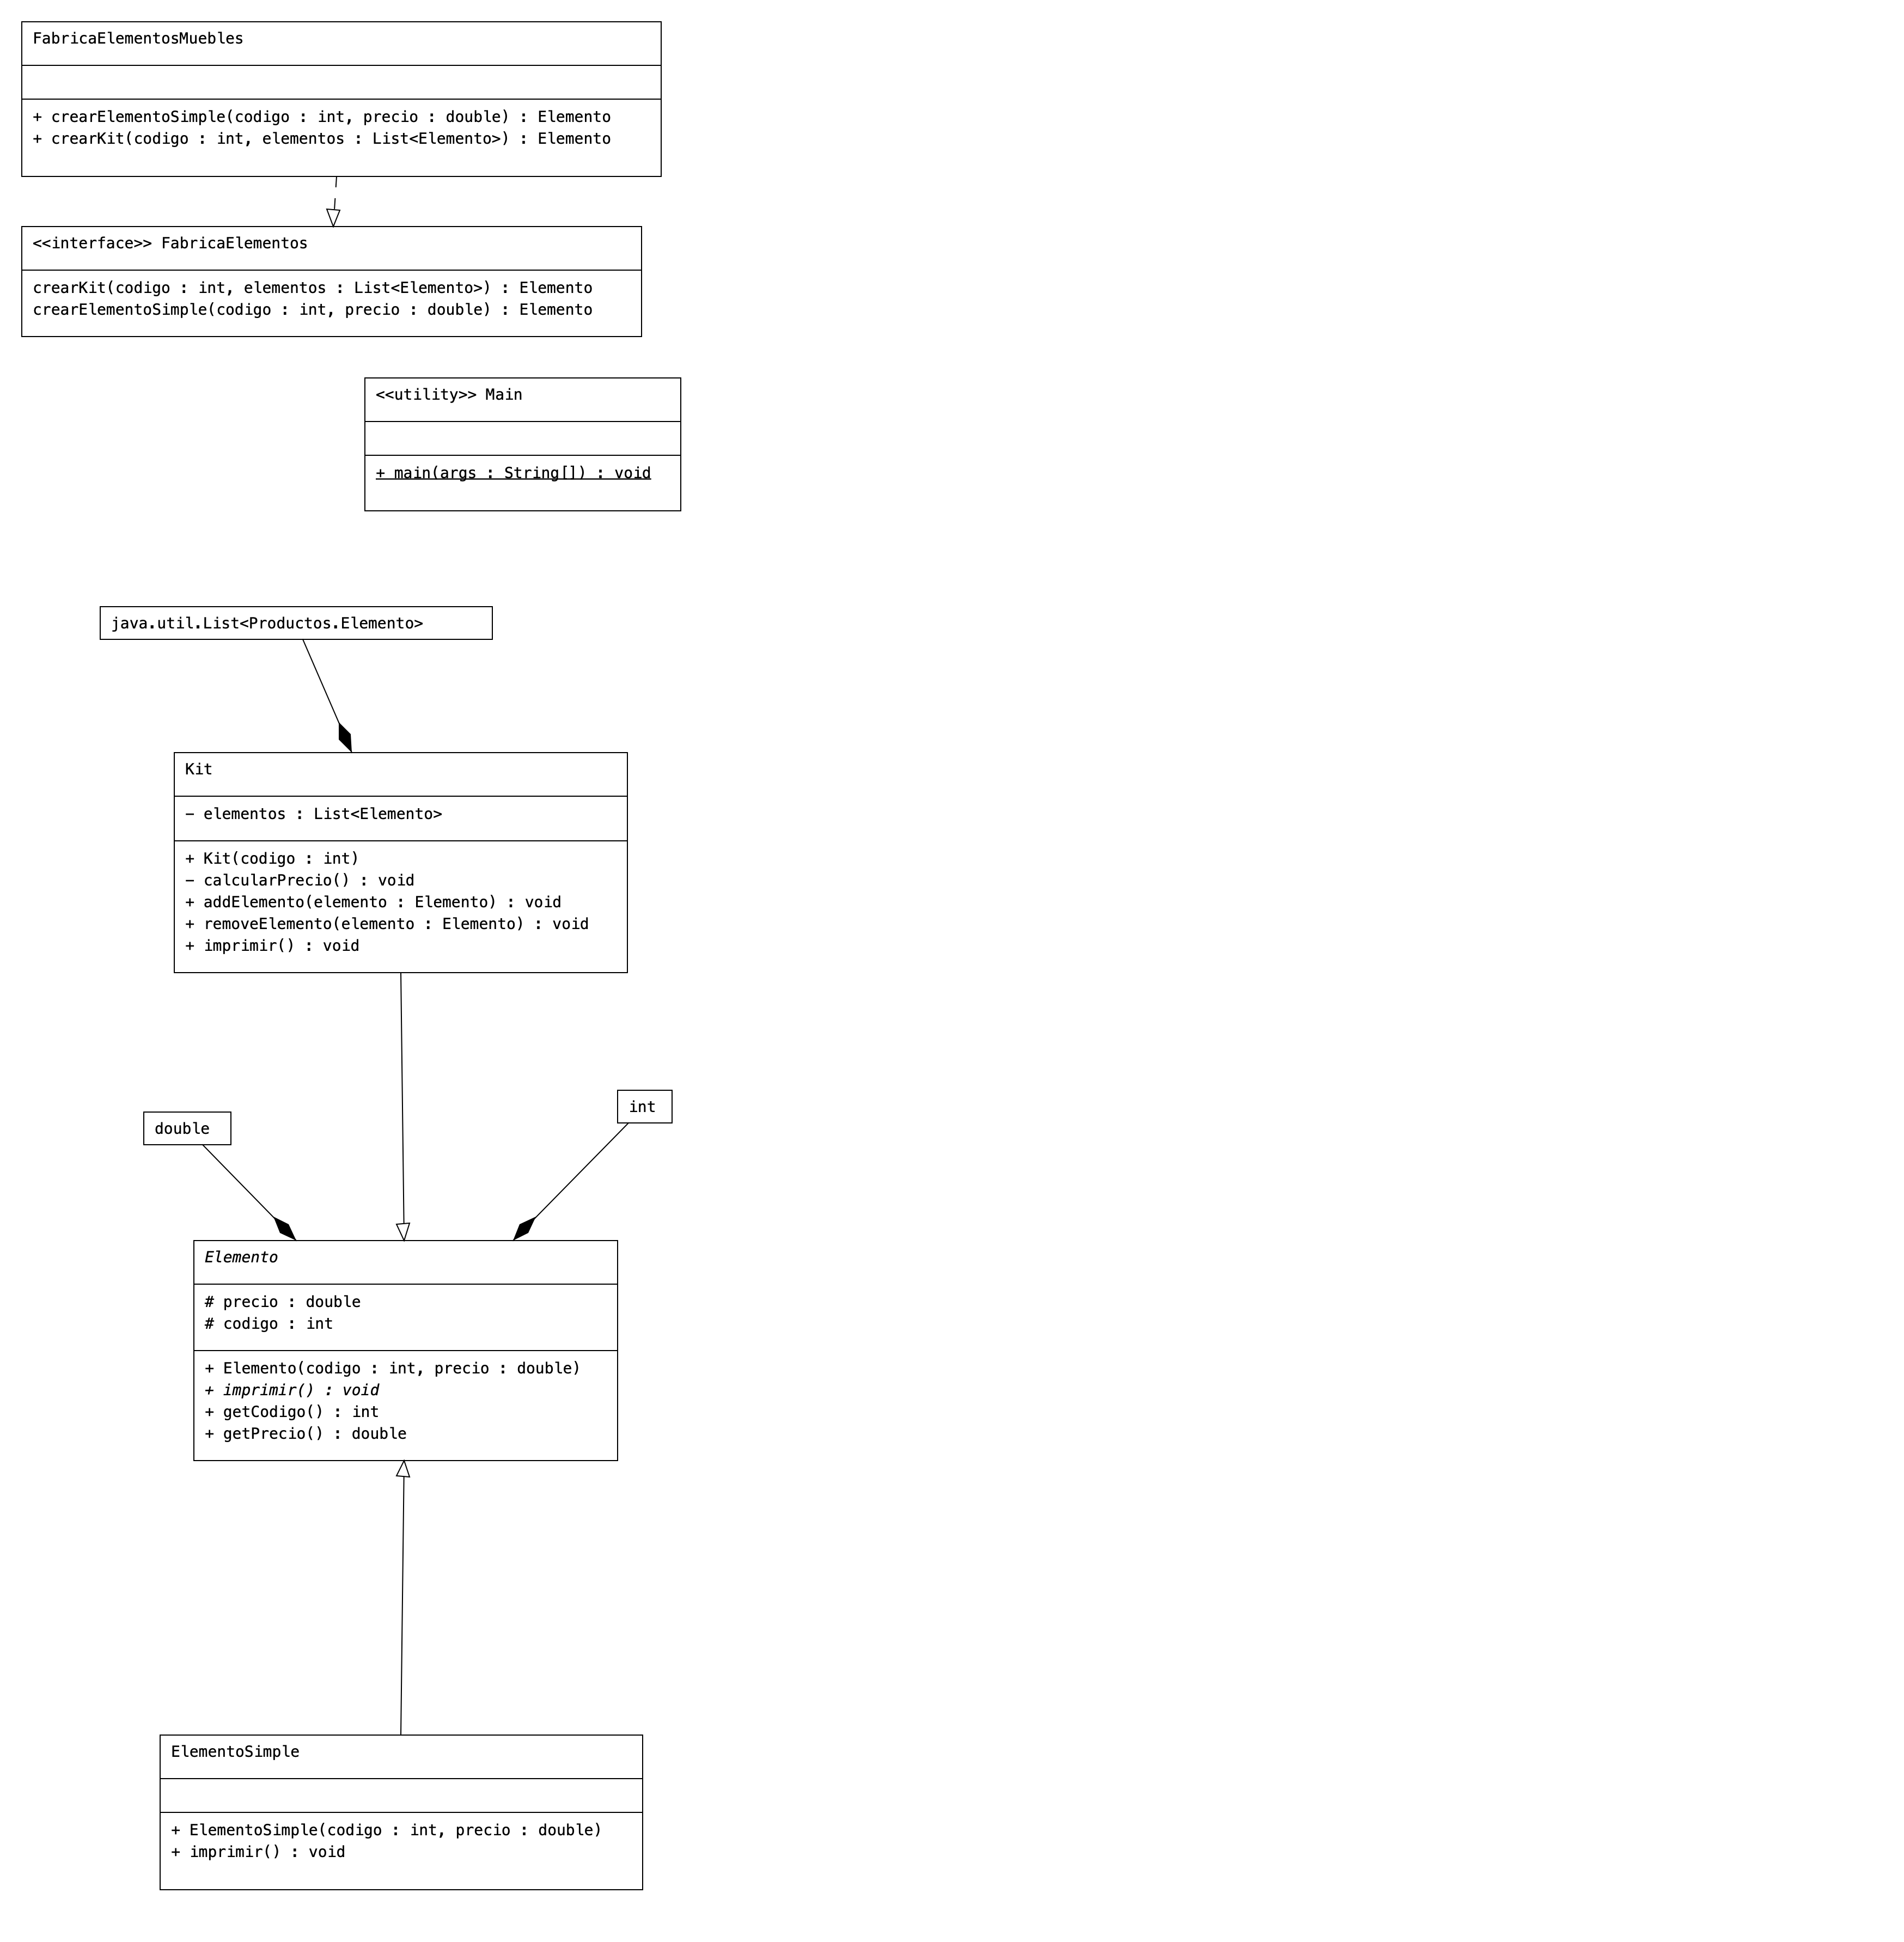 FabricaElementosMuebles
+ crearElementoSimple(codigo : int, precio : double) : Elemento
+ crearKit(codigo : int, elementos : List<Elemento>) : Elemento
<<interface>> FabricaElementos
crearKit(codigo : int, elementos : List<Elemento>) : Elemento
crearElementoSimple(codigo : int, precio : double) : Elemento
<<utility>> Main
+ main(args : String[]) : void
java.util.List<Productos.Elemento>
Kit
− elementos : List<Elemento>
+ Kit(codigo : int)
− calcularPrecio() : void
+ addElemento(elemento : Elemento) : void
+ removeElemento(elemento : Elemento) : void
+ imprimir() : void
int
double
Elemento
# precio : double
# codigo : int
+ Elemento(codigo : int, precio : double)
+ imprimir() : void
+ getCodigo() : int
+ getPrecio() : double
ElementoSimple
+ ElementoSimple(codigo : int, precio : double)
+ imprimir() : void